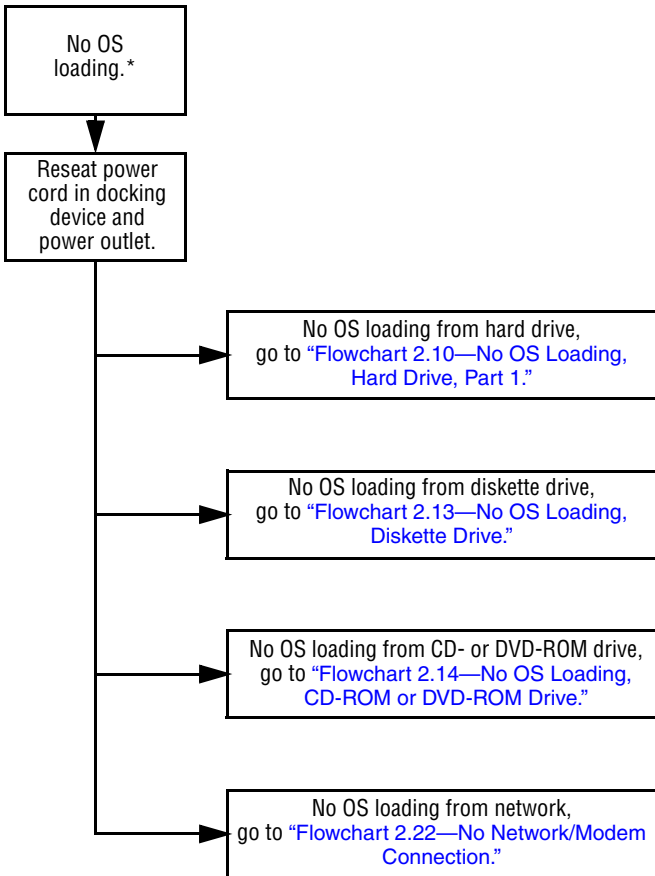 No OS
loading.*
Reseat power
cord in docking
device and
power outlet.
No OS loading from hard drive,
go to “Flowchart 2.10—No OS Loading,
Hard Drive, Part 1.”
No OS loading from diskette drive,
go to “Flowchart 2.13—No OS Loading,
Diskette Drive.”
No OS loading from CD- or DVD-ROM drive,
go to “Flowchart 2.14—No OS Loading,
CD-ROM or DVD-ROM Drive.”
No OS loading from network,
go to “Flowchart 2.22—No Network/Modem
Connection.”